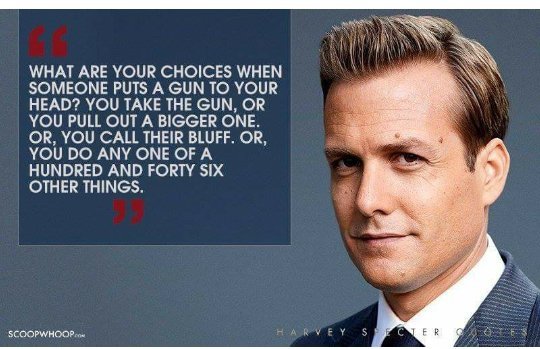 WHAT ARE YOUR CHOICES WHEN
SOMEONE PUTS A GUN TO YOUR
HEAD? YOU TAKE THE GUN, OR
YOU PULL OUT A BIGGER ONE.
OR, YOU CALL THEIR BLUFF. OR,
YOU DO ANY ONE OF A
HUNDRED AND FORTY SIX
OTHER THINGS.
HARVEY SPECTER QUOTES
SCOOPWHOOP.COM